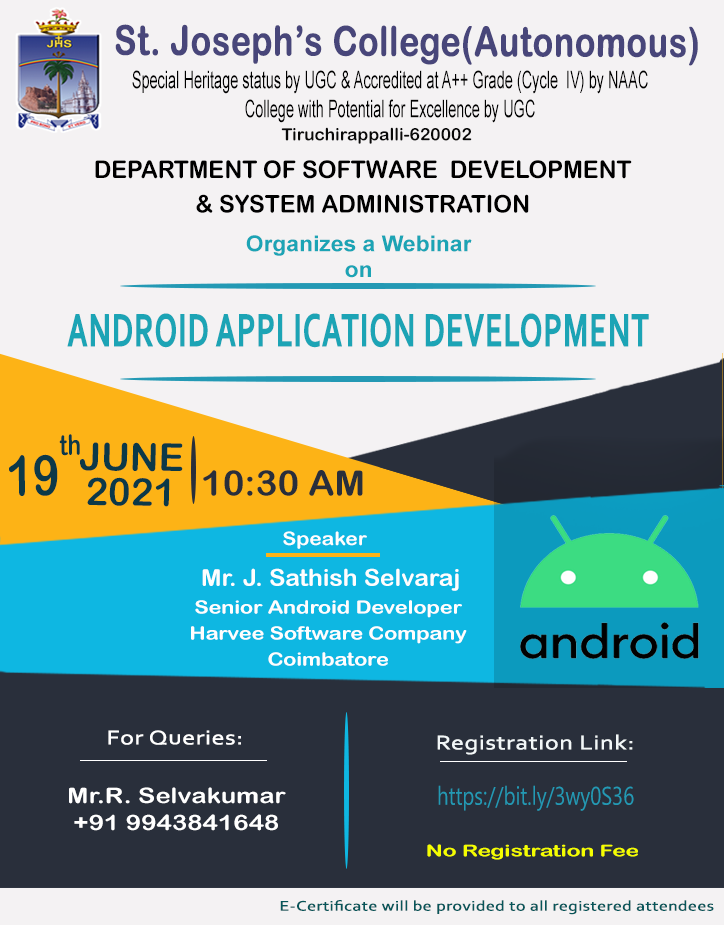 JHS
St. Joseph's College(Autonomous)
Special Heritage status by UGC & Accredited at A++ Grade (Cycle IV) by NAAC
College with Potential for Excellence by UGC
Tiruchirappalli-620002
DEPARTMENT OF SOFTWARE DEVELOPMENT
& SYSTEM ADMINISTRATION
Organizes a Webinar
on
ANDROID APPLICATION DEVELOPMENT
19th JUNE
2021
10:30 AM
Speaker
Mr. J. Sathish Selvaraj
Senior Android Developer
Harvee Software Company
Coimbatore
android
For Queries:
Mr.R. Selvakumar
+91 9943841648
Registration Link:
https://bit.ly/3wy0S36
No Registration Fee
E-Certificate will be provided to all registered attendees